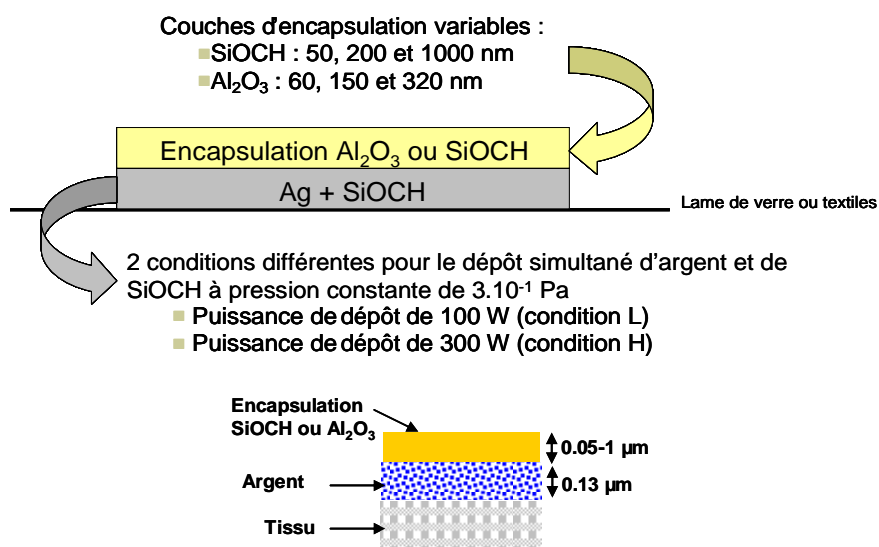 Couches d'encapsulation variables :
SiOCH : 50, 200 et 1000 nm
Al₂O₃ : 60, 150 et 320 nm
Encapsulation Al₂O₃ ou SiOCH
Ag + SiOCH
Lame de verre ou textiles
2 conditions différentes pour le dépôt simultané d'argent et de
SiOCH à pression constante de 3.10⁻¹ Pa
Puissance de dépôt de 100 W (condition L)
Puissance de dépôt de 300 W (condition H)
Encapsulation
SiOCH ou Al₂O₃
0.05-1 µm
Argent
0.13 µm
Tissu